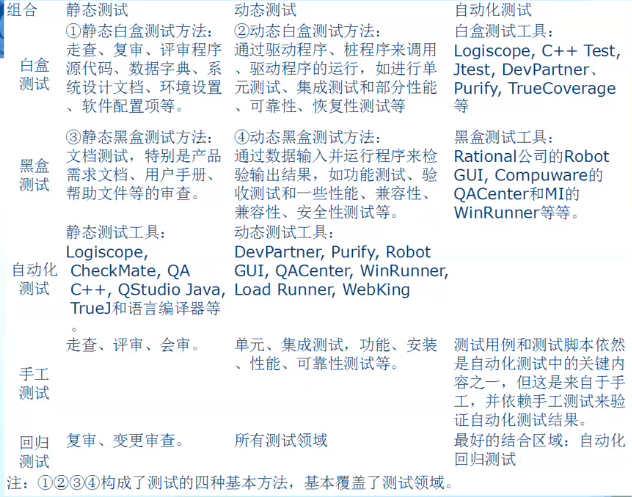 组合 静态测试 动态测试 自动化测试
白盒
测试
①静态白盒测试方法：
走查、复审、评审程序
源代码、数据字典、系
统设计文档、环境设置
、软件配置项等。
②动态白盒测试方法：
通过驱动程序、桩程序来调用
、驱动程序的运行，如进行单
元测试、集成测试和部分性能
、可靠性、恢复性测试等
白盒测试工具：
Logiscope, C++ Test,
Jtest, DevPartner、
Purify, TrueCoverage
等
黑盒
测试
③静态黑盒测试方法：
文档测试，特别是产品
需求文档、用户手册、
帮助文件等的审查。
④动态黑盒测试方法：
通过数据输入并运行程序来检
验输出结果，如功能测试、验
收测试和一些性能、兼容性、
兼容性、安全性测试等。
黑盒测试工具：
Rational公司的Robot
GUI, Compuware的
QACenter和MI的
WinRunner等等。
自动化
测试
静态测试工具：
Logiscope,
CheckMate, QA
C++, QStudio Java,
TrueJ和语言编译器等
。
动态测试工具：
DevPartner, Purify, Robot
GUI, QACenter, WinRunner,
Load Runner, WebKing
手工
测试
走查、评审、会审。
单元、集成测试，功能、安装
、性能、可靠性测试等。
测试用例和测试脚本依然
是自动化测试中的关键内
容之一，但这是来自于手
工，并依赖手工测试来验
证自动化测试结果。
回归
测试
复审、变更审查。
所有测试领域
最好的结合区域：自动化
回归测试
注：①②③④构成了测试的四种基本方法，基本覆盖了测试领域。